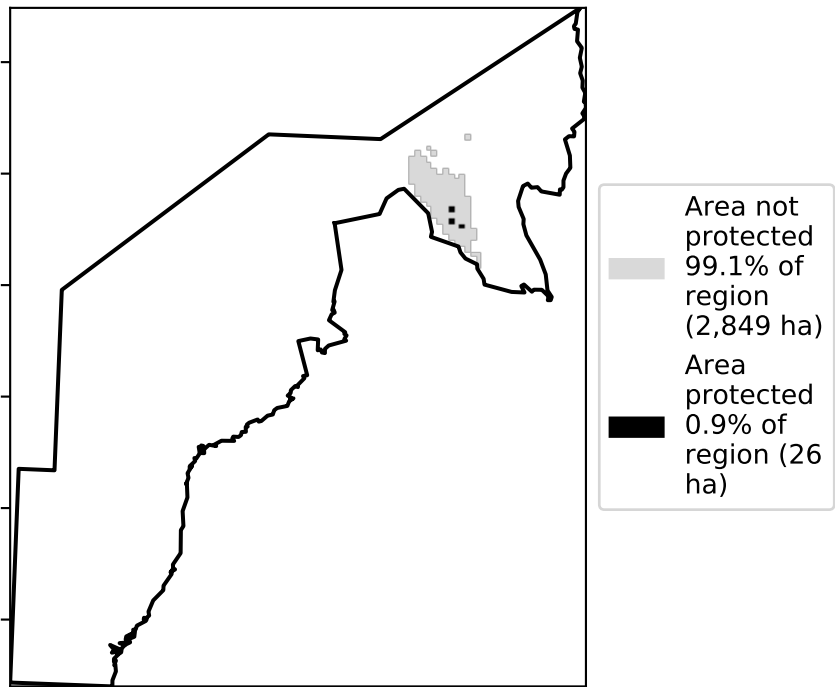 Area not
protected
99.1% of
region
(2,849 ha)
Area
protected
0.9% of
region (26
ha)